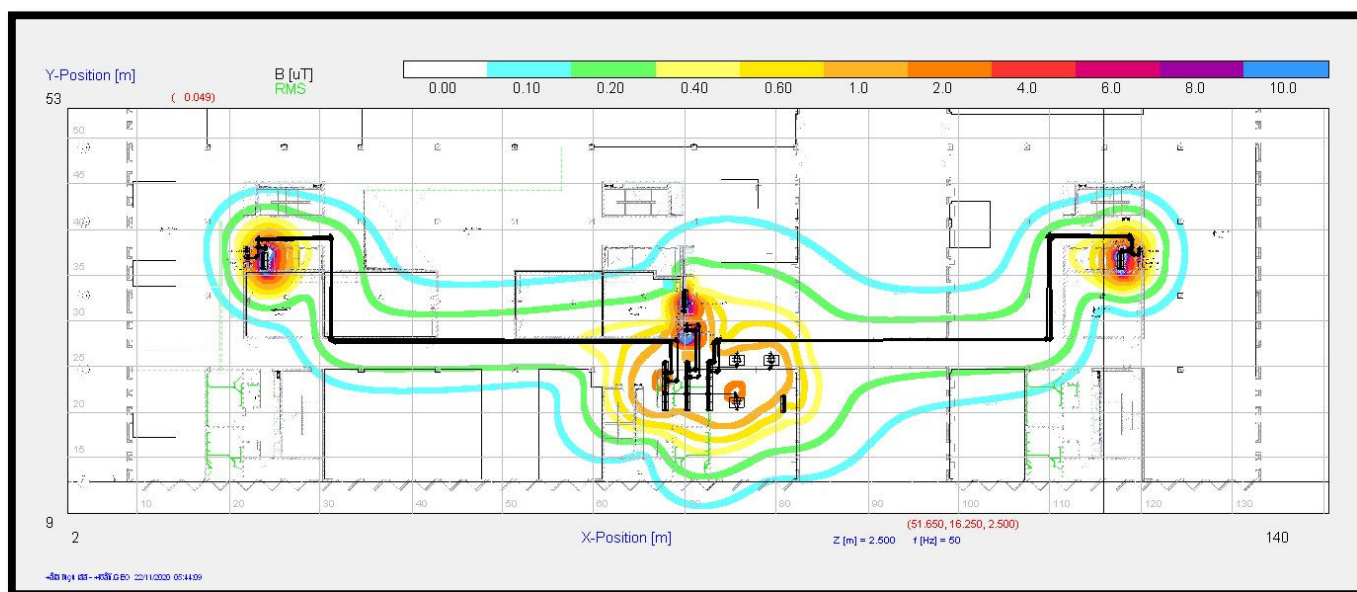 Y-Position [m]
B [uT]
RMS
0.00 0.10 0.20 0.40 0.60 1.0 2.0 4.0 6.0 8.0 10.0
53
( 0.049)
50
45
40
35
30
25
20
15
10 20 30 40 50 60 70 80 90 100 110 120 130
9
2
X-Position [m]
(51.650, 16.250, 2.500)
Z [m] = 2.500 f [Hz] = 50
140
.GEO 22/11/2020 05:44:09